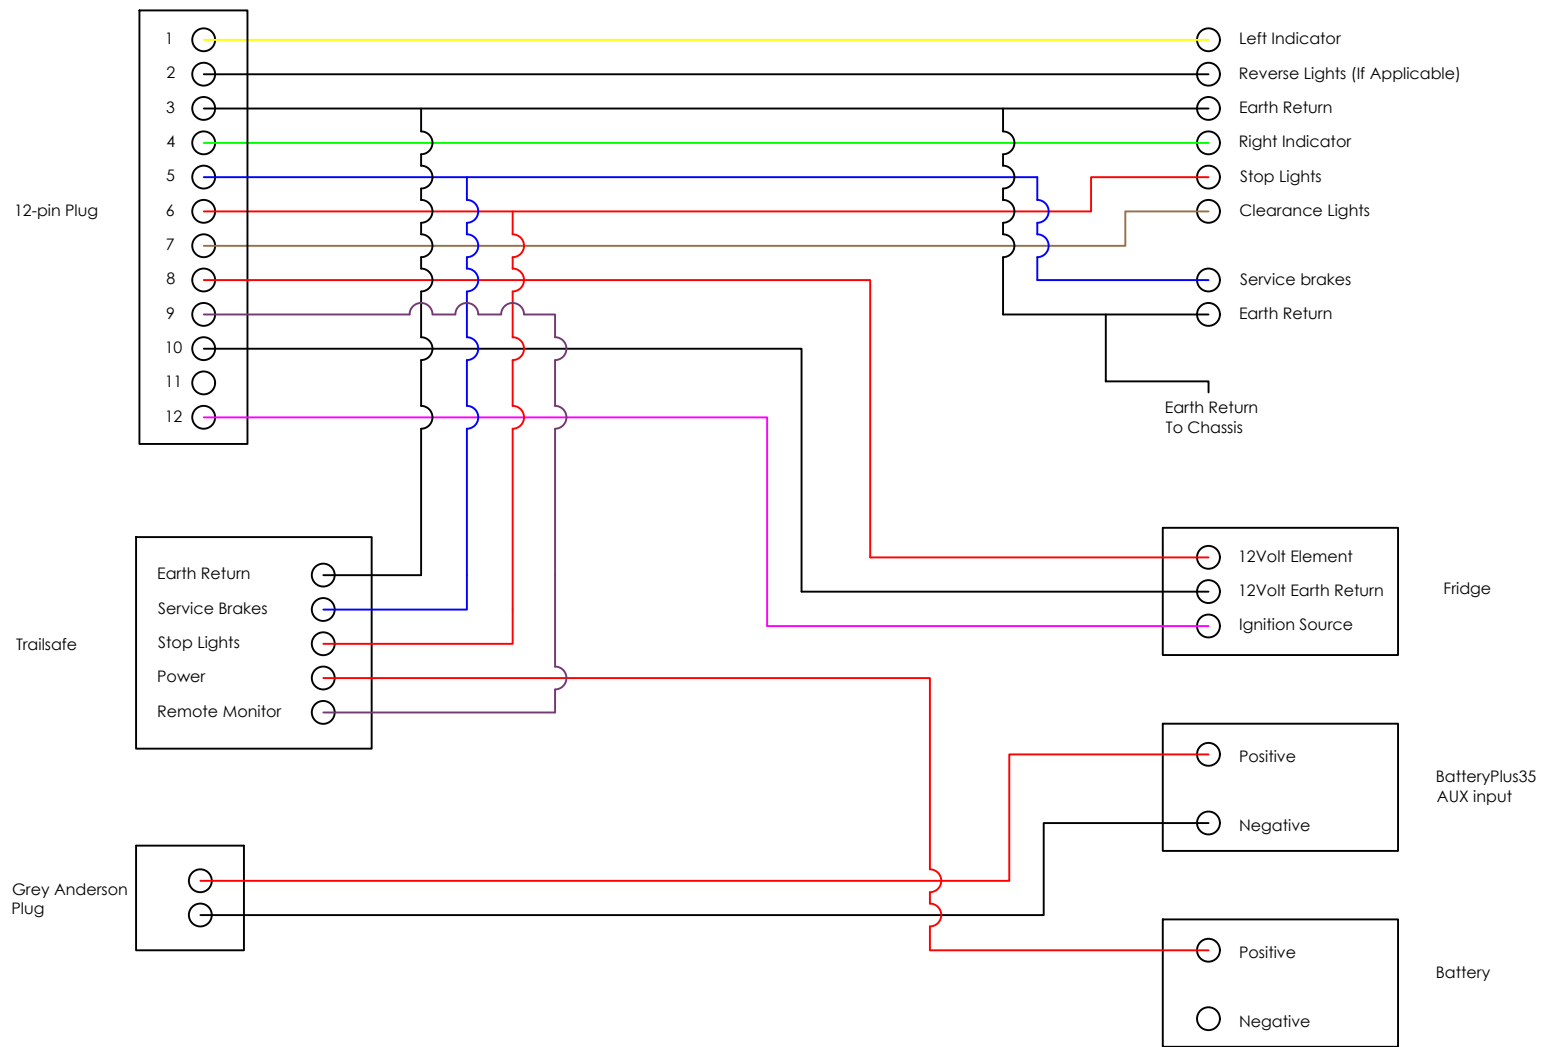 12-pin Plug
1
2
3
4
5
6
7
8
9
10
11
12
Left Indicator
Reverse Lights (If Applicable)
Earth Return
Right Indicator
Stop Lights
Clearance Lights
Service brakes
Earth Return
Earth Return
To Chassis
Trailsafe
Earth Return
Service Brakes
Stop Lights
Power
Remote Monitor
12Volt Element
12Volt Earth Return
Ignition Source
Fridge
Positive
Negative
BatteryPlus35
AUX input
Grey Anderson
Plug
Positive
Negative
Battery